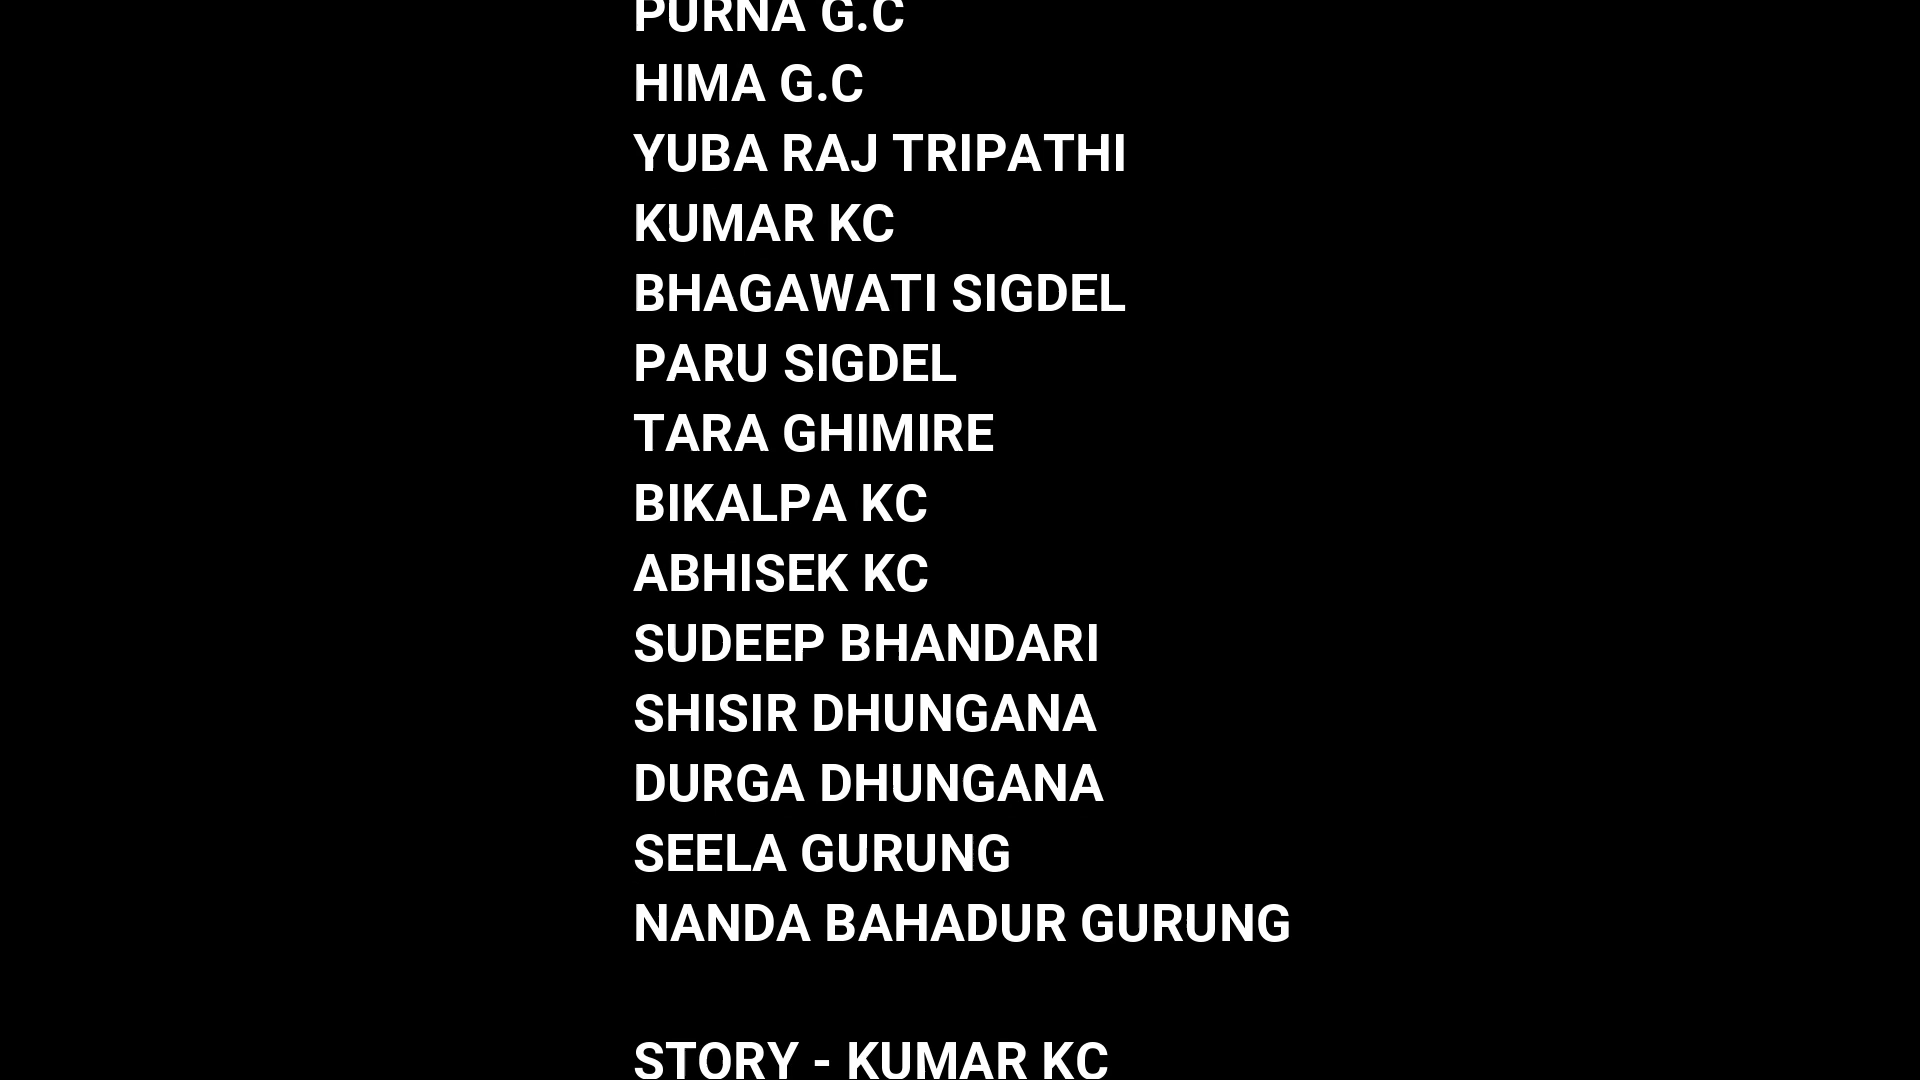 PURNA G.C
HIMA G.C
YUBA RAJ TRIPATHI
KUMAR KC
BHAGAWATI SIGDEL
PARU SIGDEL
TARA GHIMIRE
BIKALPA KC
ABHISEK KC
SUDEEP BHANDARI
SHISIR DHUNGANA
DURGA DHUNGANA
SEELA GURUNG
NANDA BAHADUR GURUNG
STORY - KUMAR KC